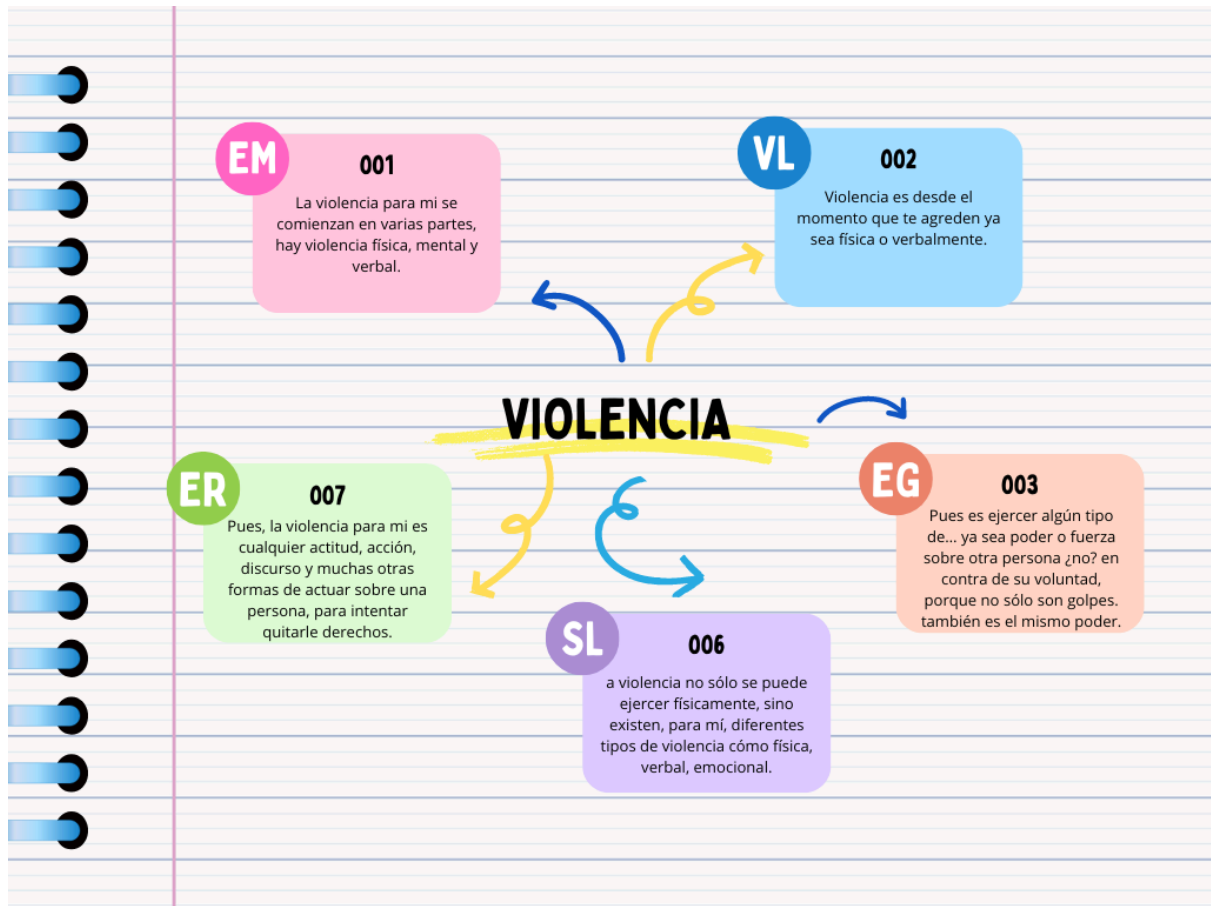 EM
001
La violencia para mi se
comienzan en varias partes,
hay violencia física, mental y
verbal.
VL
002
Violencia es desde el
momento que te agreden ya
sea física o verbalmente.
VIOLENCIA
ER
007
Pues, la violencia para mi es
cualquier actitud, acción,
discurso y muchas otras
formas de actuar sobre una
persona, para intentar
quitarle derechos.
EG
003
Pues es ejercer algún tipo
de... ya sea poder o fuerza
sobre otra persona ¿no? en
contra de su voluntad,
porque no sólo son golpes.
también es el mismo poder.
SL
006
a violencia no sólo se puede
ejercer físicamente, sino
existen, para mí, diferentes
tipos de violencia cómo física,
verbal, emocional.